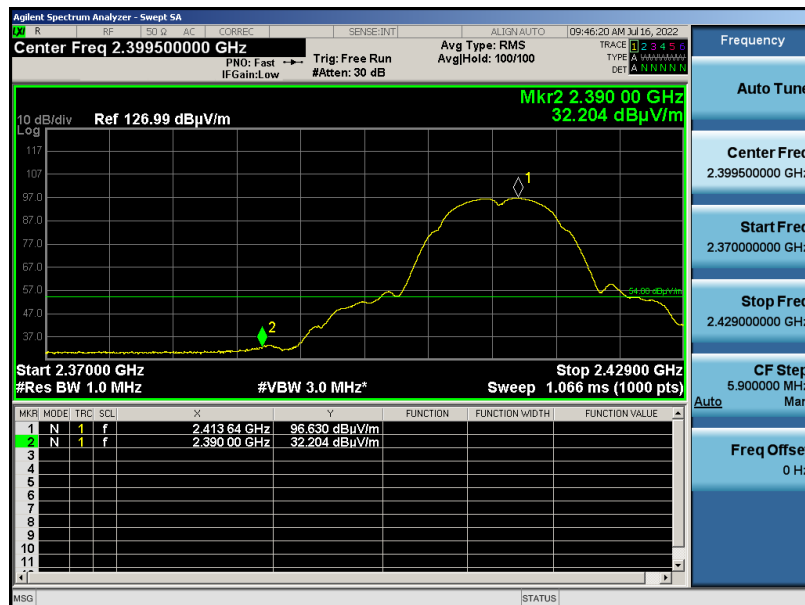 Agilent Spectrum Analyzer - Swept SA
LXI R RF 50 Ω AC CORREC SENSE:INT ALIGN AUTO 09:46:20 AM Jul 16, 2022
Center Freq 2.399500000 GHz
PNO: Fast
IFGain:Low
Trig: Free Run
#Atten: 30 dB
Avg Type: RMS
Avg|Hold: 100/100
TRACE 1 2 3 4 5 6
TYPE A WWWWW
DET A N N N N N
Frequency
Mkr2 2.390 00 GHz
32.204 dBµV/m
10 dB/div Ref 126.99 dBµV/m
Log
117
107
97.0
87.0
77.0
67.0
57.0
47.0
37.0
1
2
54.00 dBµV/m
Start 2.37000 GHz Stop 2.42900 GHz
#Res BW 1.0 MHz #VBW 3.0 MHz* Sweep 1.066 ms (1000 pts)
MKR MODE TRC SCL X Y FUNCTION FUNCTION WIDTH FUNCTION VALUE
1 N 1 f 2.413 64 GHz 96.630 dBµV/m
2 N 1 f 2.390 00 GHz 32.204 dBµV/m
3
4
5
6
7
8
9
10
11
MSG STATUS
Auto Tune
Center Freq
2.399500000 GHz
Start Freq
2.370000000 GHz
Stop Freq
2.429000000 GHz
CF Step
5.900000 MHz
Auto Man
Freq Offset
0 Hz